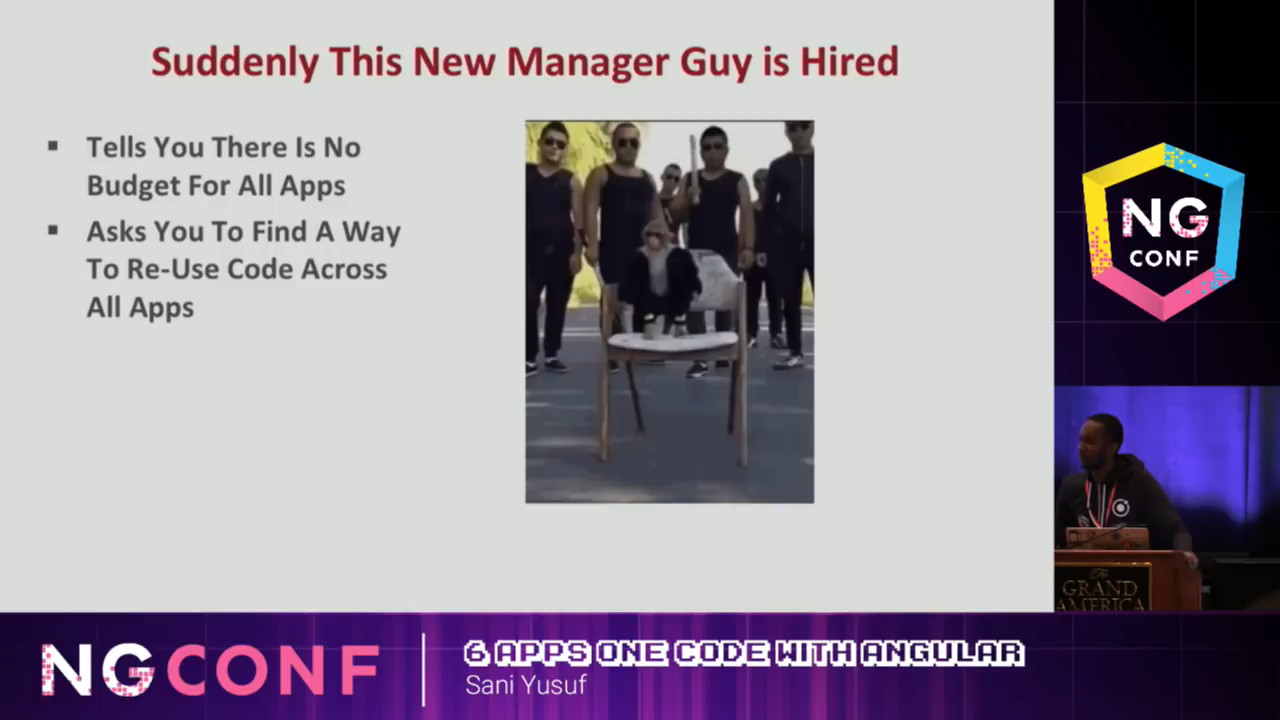 Suddenly This New Manager Guy is Hired
▪ Tells You There Is No
Budget For All Apps
▪ Asks You To Find A Way
To Re-Use Code Across
All Apps
NG
CONF
The
GRAND
AMERICA
NGCONF
6 APPS ONE CODE WITH ANGULAR
Sani Yusuf